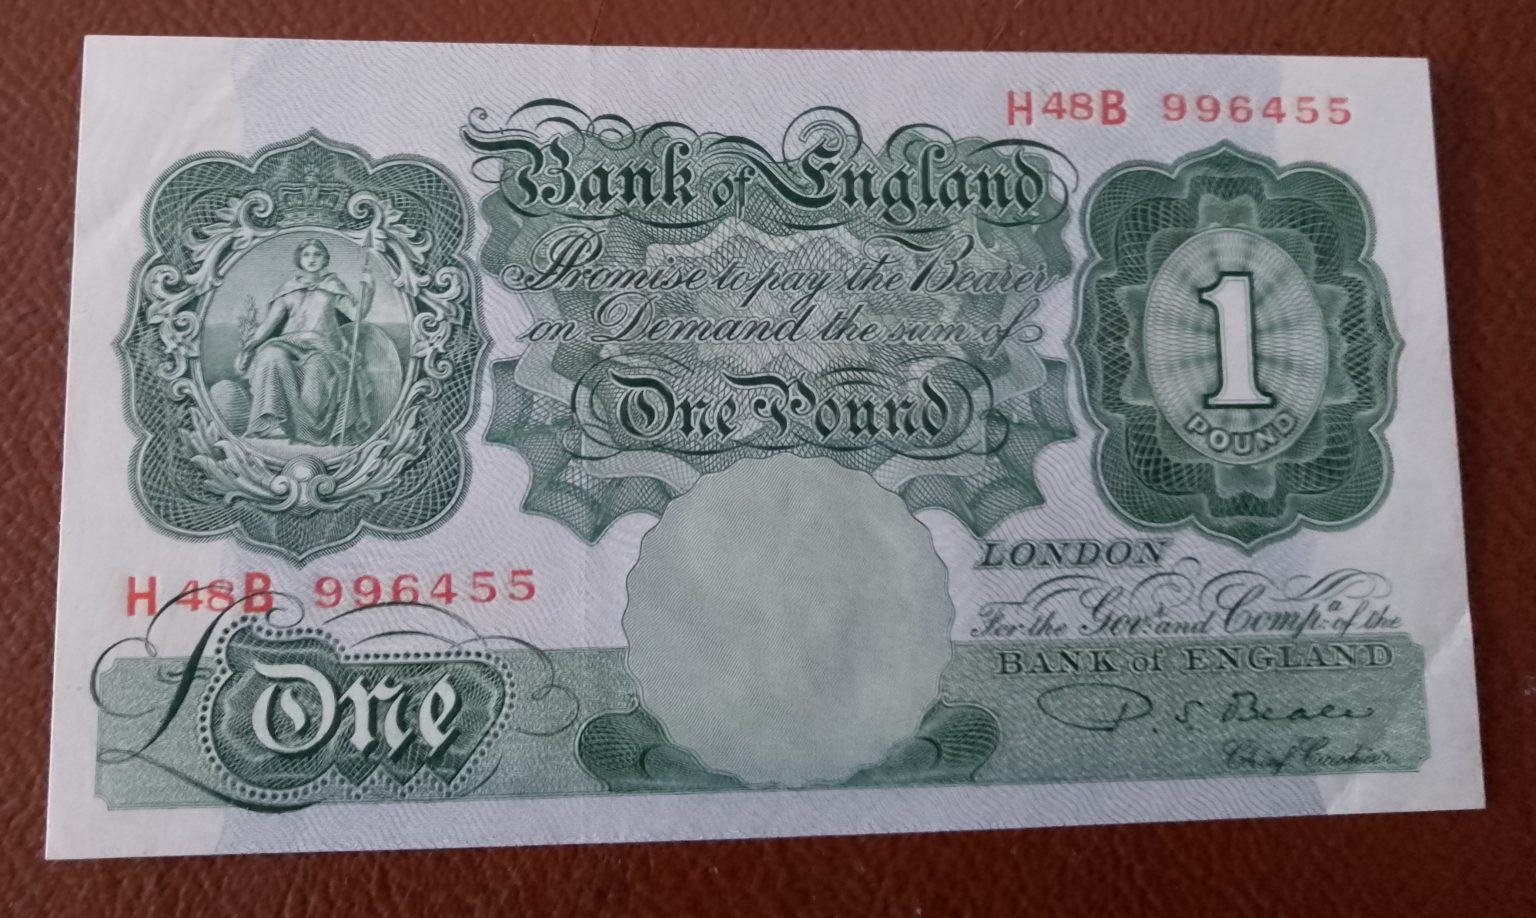 H48B 996455
Bank of England
I Promise to pay the Bearer
on Demand the sum of
One Pound
1
POUND
H48B 996455
LONDON
For the Govr. and Compa. of the
BANK of ENGLAND
P. S. Beale
Chief Cashier
One